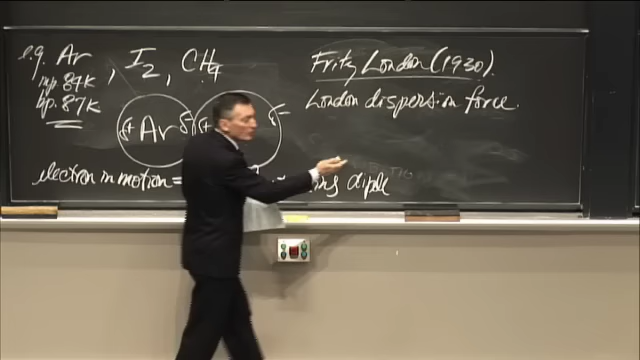 e.g. Ar, I2, CH4
mp. 84K
bp. 87K
δ+ Ar δ- δ+ δ-
electron in motion = dipole
Fritz London (1930).
London dispersion force.